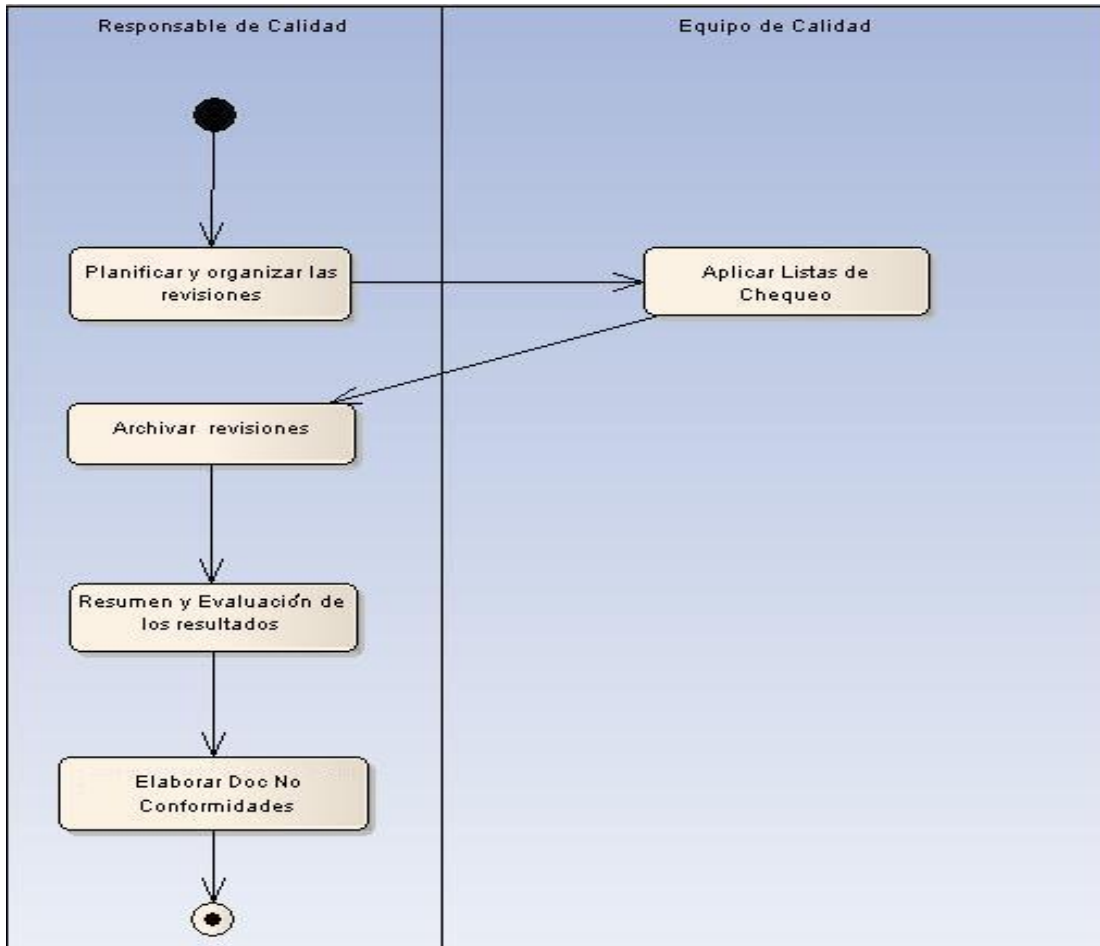 Responsable de Calidad
Equipo de Calidad
Planificar y organizar las
revisiones
Aplicar Listas de
Chequeo
Archivar revisiones
Resumen y Evaluación de
los resultados
Elaborar Doc No
Conformidades